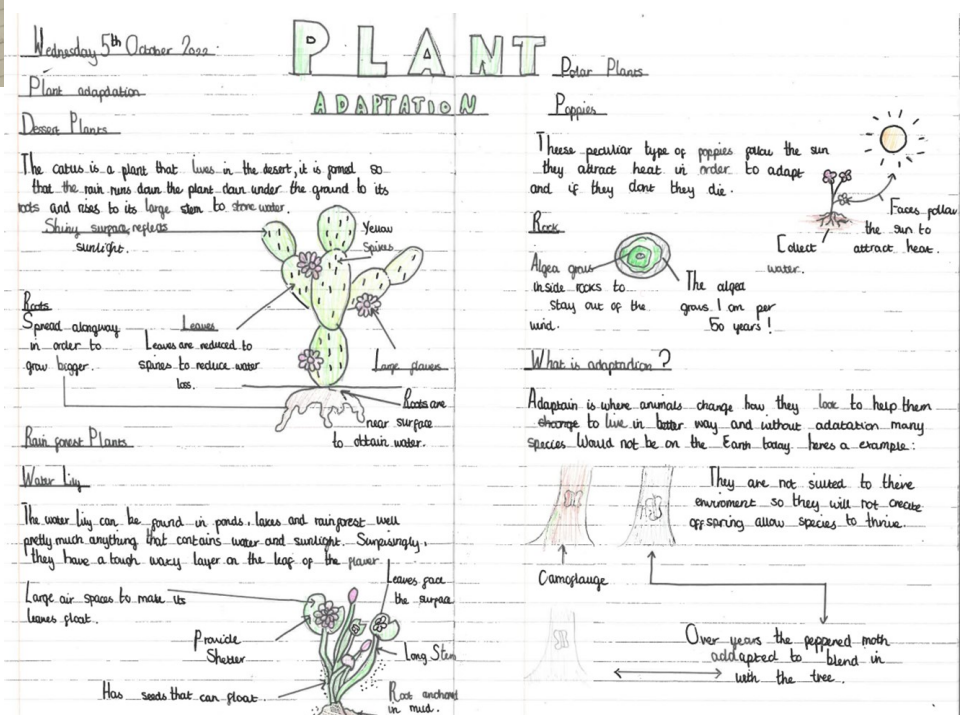 Wednesday 5th October 2022
PLANT
ADAPTATION
Plant adapdation
Dessert Plants
The catus is a plant that lives in the desert, it is formed so
that the rain runs down the plant down under the ground to its
roots and rises to its large stem to store water.
Shiny surface, reflects
sunlight.
Yellow
spikes.
Roots
Spread alongway
in order to
grow bigger.
Leaves
Leaves are reduced to
spines to reduce water
loss.
Large flowers
Roots are
near surface
to obtain water.
Rain forest Plants
Water Lily
The water lily can be found in ponds, lakes and rainforest well
pretty much anything that contains water and sunlight. Surpisingly,
they have a tough waxy layer on the leaf of the flower
Large air spaces to make its
leaves float.
Leaves face
the surface
Provide
Shelter
Long Stem
Has seeds that can float.
Root anchord
in mud.
Polar Plants
Poppies
Theese peculiar type of poppies follow the sun
they attract heat in order to adapt
and if they dont they die.
Faces follow
the sun to
attract heat.
Collect
water.
Rock
Algea grows
inside rocks to
stay out of the
wind.
The algea
grows 1 cm per
50 years!
What is adaptadion?
Adaptain is where animals change how they look to help them
change to live in better way and without adatation many
species would not be on the Earth today. heres a example:
They are not suited to there
enviroment so they will not create
offspring allow species to thrive.
Camoflauge
Over years the peppered moth
addapted to blend in
with the tree.